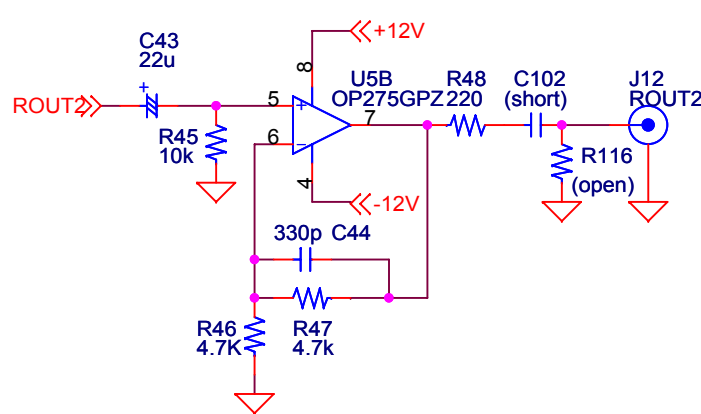 +12V
C43
22u
8
U5B
OP275GPZ
R48
220
C102
(short)
J12
ROUT2
ROUT2
+
5
+
7
R45
10k
6
−
R116
(open)
4
-12V
330p C44
R46
4.7K
R47
4.7k